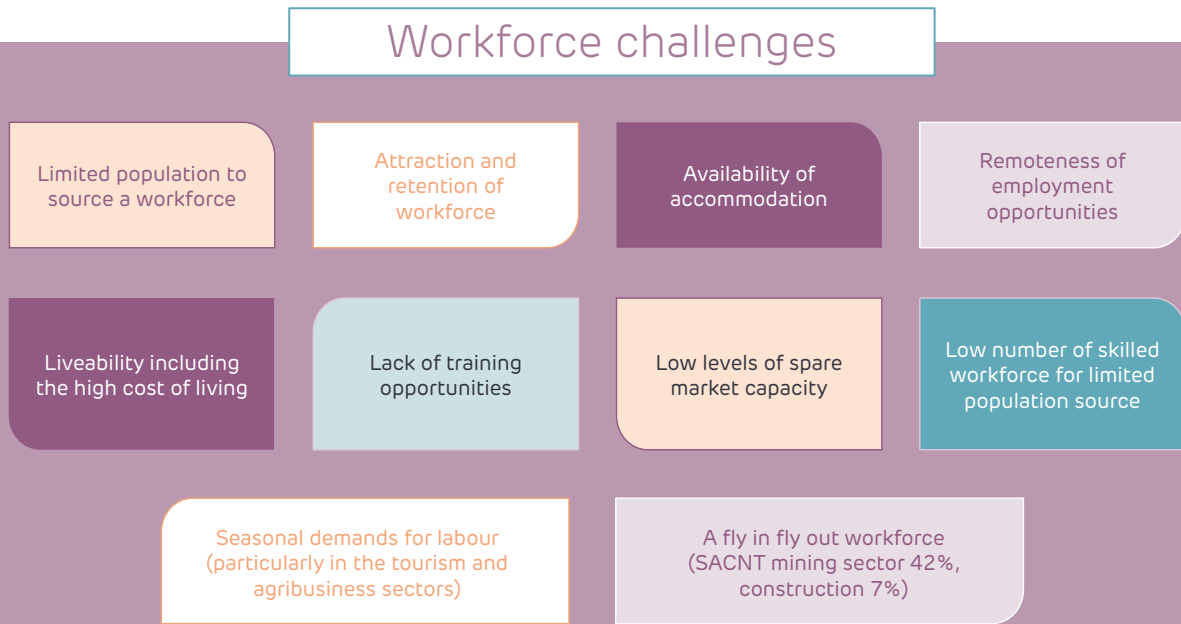 Workforce challenges
Limited population to
source a workforce
Attraction and
retention of
workforce
Availability of
accommodation
Remoteness of
employment
opportunities
Liveability including
the high cost of living
Lack of training
opportunities
Low levels of spare
market capacity
Low number of skilled
workforce for limited
population source
Seasonal demands for labour
(particularly in the tourism and
agribusiness sectors)
A fly in fly out workforce
(SACNT mining sector 42%,
construction 7%)